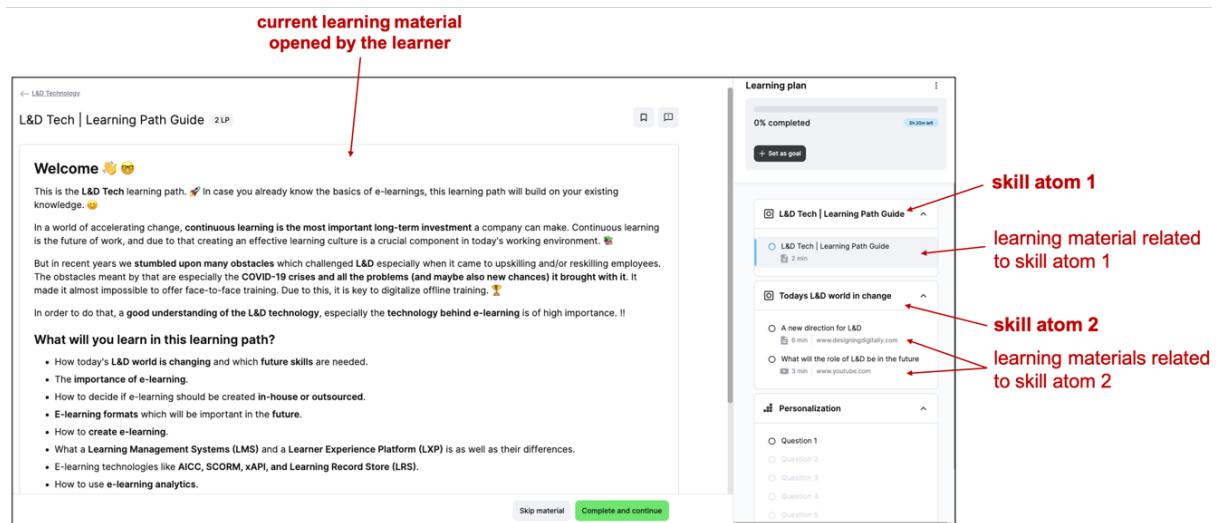 current learning material
opened by the learner
← L&D Technology
L&D Tech | Learning Path Guide 2 LP
Welcome 👋 🤓
This is the L&D Tech learning path. 🚀 In case you already know the basics of e-learnings, this learning path will build on your existing
knowledge. 😊
In a world of accelerating change, continuous learning is the most important long-term investment a company can make. Continuous learning
is the future of work, and due to that creating an effective learning culture is a crucial component in today's working environment. 📚
But in recent years we stumbled upon many obstacles which challenged L&D especially when it came to upskilling and/or reskilling employees.
The obstacles meant by that are especially the COVID-19 crises and all the problems (and maybe also new chances) it brought with it. It
made it almost impossible to offer face-to-face training. Due to this, it is key to digitalize offline training. 🏆
In order to do that, a good understanding of the L&D technology, especially the technology behind e-learning is of high importance. !!
What will you learn in this learning path?
• How today's L&D world is changing and which future skills are needed.
• The importance of e-learning.
• How to decide if e-learning should be created in-house or outsourced.
• E-learning formats which will be important in the future.
• How to create e-learning.
• What a Learning Management Systems (LMS) and a Learner Experience Platform (LXP) is as well as their differences.
• E-learning technologies like AICC, SCORM, xAPI, and Learning Record Store (LRS).
• How to use e-learning analytics.
Skip material
Complete and continue
Learning plan
0% completed
5h 20m left
+ Set as goal
L&D Tech | Learning Path Guide
L&D Tech | Learning Path Guide
2 min
Todays L&D world in change
A new direction for L&D
6 min | www.designingdigitally.com
What will the role of L&D be in the future
3 min | www.youtube.com
Personalization
Question 1
Question 2
Question 3
Question 4
Question 5
skill atom 1
learning material related
to skill atom 1
skill atom 2
learning materials related
to skill atom 2